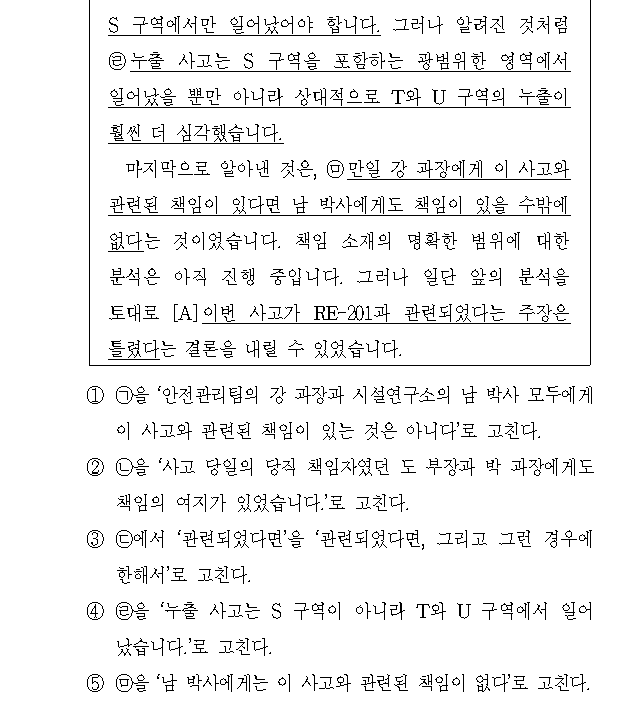 S 구역에서만 일어났어야 합니다. 그러나 알려진 것처럼
㉣누출 사고는 S 구역을 포함하는 광범위한 영역에서
일어났을 뿐만 아니라 상대적으로 T와 U 구역의 누출이
훨씬 더 심각했습니다.
마지막으로 알아낸 것은, ㉤만일 강 과장에게 이 사고와
관련된 책임이 있다면 남 박사에게도 책임이 있을 수밖에
없다는 것이었습니다. 책임 소재의 명확한 범위에 대한
분석은 아직 진행 중입니다. 그러나 일단 앞의 분석을
토대로 [A]이번 사고가 RE-201과 관련되었다는 주장은
틀렸다는 결론을 내릴 수 있었습니다.
① ㉠을 ‘안전관리팀의 강 과장과 시설연구소의 남 박사 모두에게
이 사고와 관련된 책임이 있는 것은 아니다’로 고친다.
② ㉡을 ‘사고 당일의 당직 책임자였던 도 부장과 박 과장에게도
책임의 여지가 있었습니다.’로 고친다.
③ ㉢에서 ‘관련되었다면’을 ‘관련되었다면, 그리고 그런 경우에
한해서’로 고친다.
④ ㉣을 ‘누출 사고는 S 구역이 아니라 T와 U 구역에서 일어
났습니다.’로 고친다.
⑤ ㉤을 ‘남 박사에게는 이 사고와 관련된 책임이 없다’로 고친다.